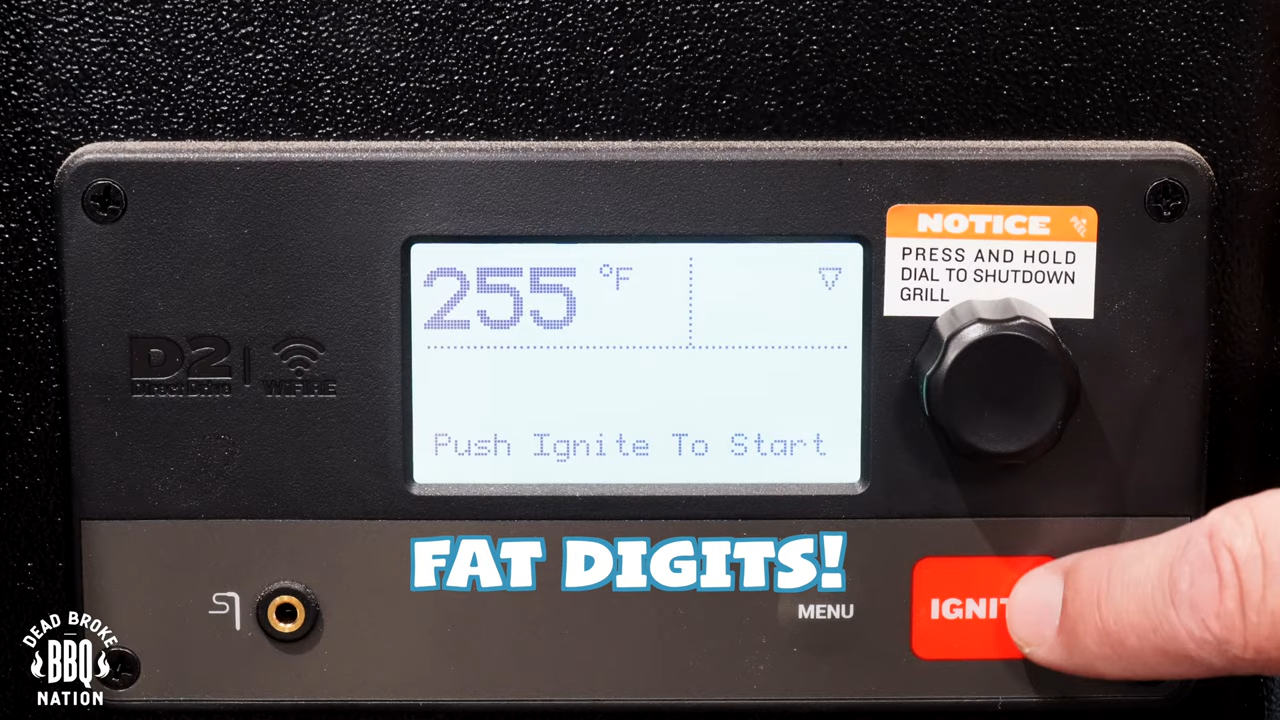 NOTICE
PRESS AND HOLD
DIAL TO SHUTDOWN
GRILL
255 °F
Push Ignite To Start
D2
Direct Drive
WiFIRE
FAT DIGITS!
MENU
IGNIT
DEAD BROKE
BBQ
NATION